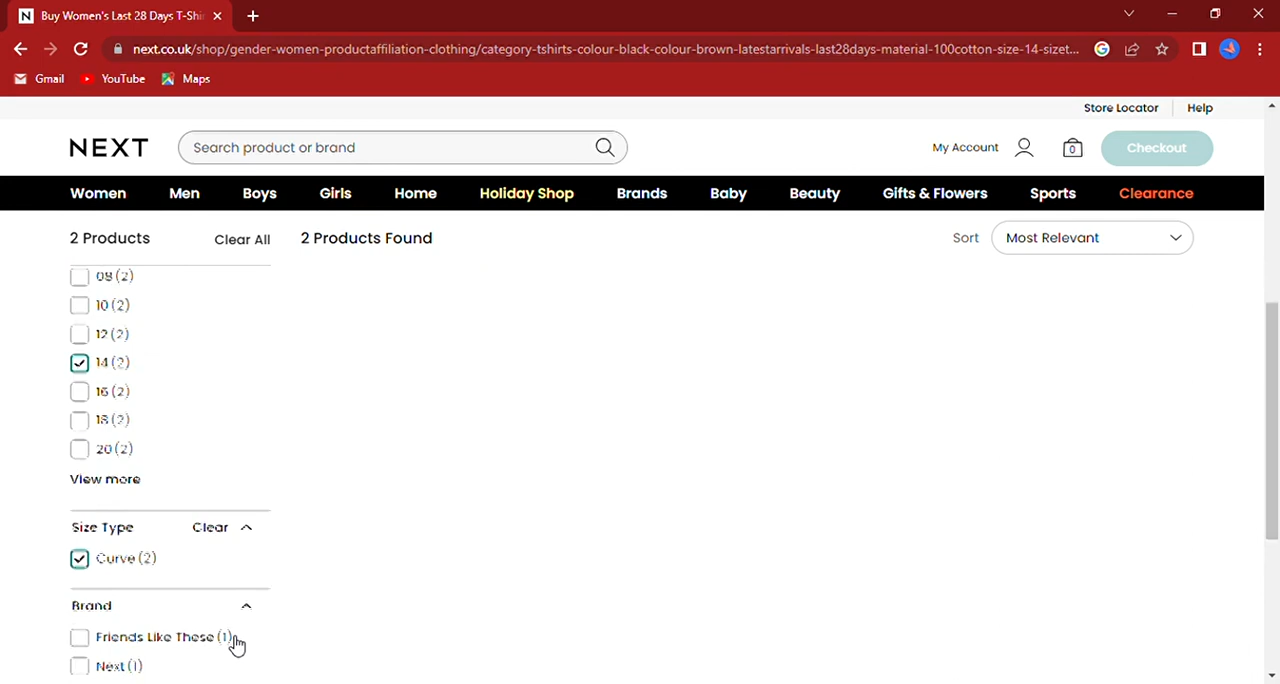 N Buy Women's Last 28 Days T-Shi
next.co.uk/shop/gender-women-productaffiliation-clothing/category-tshirts-colour-black-colour-brown-latestarrivals-last28days-material-100cotton-size-14-sizet...
Gmail YouTube Maps
Store Locator Help
NEXT Search product or brand My Account 0 Checkout
Women Men Boys Girls Home Holiday Shop Brands Baby Beauty Gifts & Flowers Sports Clearance
2 Products Clear All 2 Products Found Sort Most Relevant
08 (2)
10 (2)
12 (2)
14 (2)
16 (2)
18 (2)
20 (2)
View more
Size Type Clear
Curve (2)
Brand
Friends Like These (1)
Next (1)